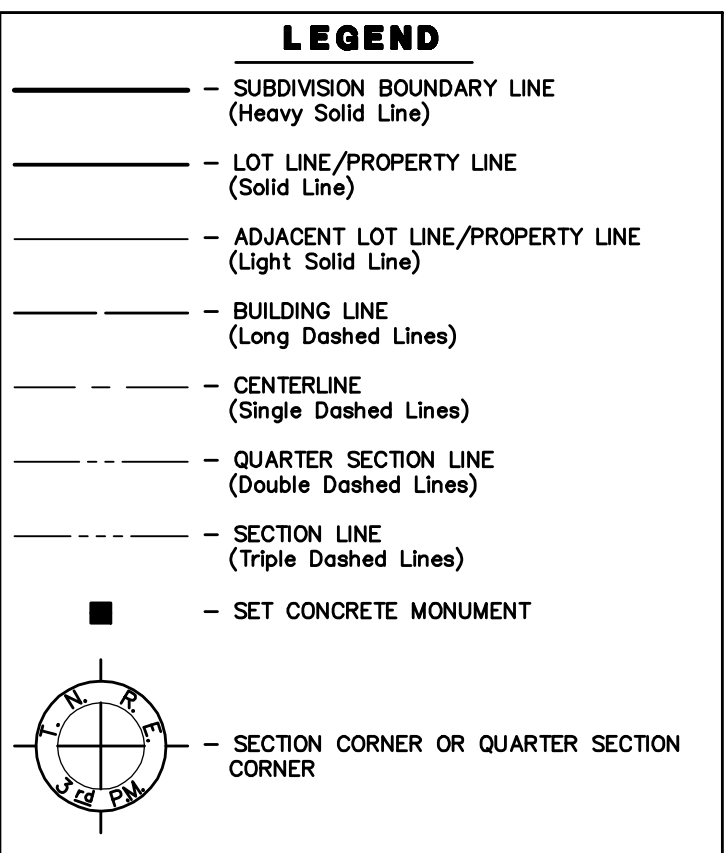 LEGEND
– SUBDIVISION BOUNDARY LINE
(Heavy Solid Line)
– LOT LINE/PROPERTY LINE
(Solid Line)
– ADJACENT LOT LINE/PROPERTY LINE
(Light Solid Line)
– BUILDING LINE
(Long Dashed Lines)
– CENTERLINE
(Single Dashed Lines)
– QUARTER SECTION LINE
(Double Dashed Lines)
– SECTION LINE
(Triple Dashed Lines)
– SET CONCRETE MONUMENT
T. N. R. E.
3rd P.M.
– SECTION CORNER OR QUARTER SECTION
CORNER